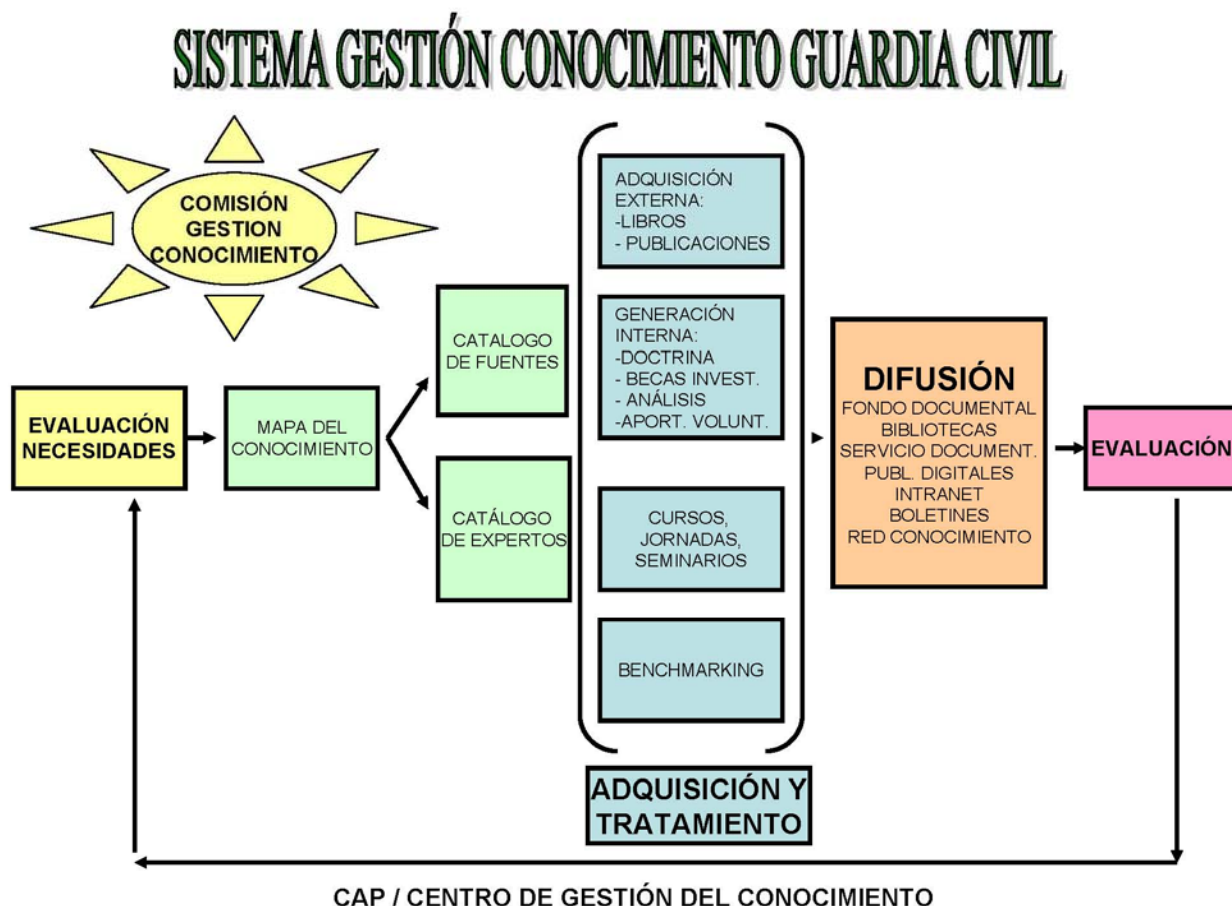 SISTEMA GESTIÓN CONOCIMIENTO GUARDIA CIVIL
COMISIÓN
GESTION
CONOCIMIENTO
EVALUACIÓN
NECESIDADES
MAPA DEL
CONOCIMIENTO
CATALOGO
DE FUENTES
CATÁLOGO
DE EXPERTOS
ADQUISICIÓN
EXTERNA:
-LIBROS
- PUBLICACIONES
GENERACIÓN
INTERNA:
-DOCTRINA
- BECAS INVEST.
- ANÁLISIS
-APORT. VOLUNT.
CURSOS,
JORNADAS,
SEMINARIOS
BENCHMARKING
ADQUISICIÓN Y
TRATAMIENTO
DIFUSIÓN
FONDO DOCUMENTAL
BIBLIOTECAS
SERVICIO DOCUMENT.
PUBL. DIGITALES
INTRANET
BOLETINES
RED CONOCIMIENTO
EVALUACIÓN
CAP / CENTRO DE GESTIÓN DEL CONOCIMIENTO